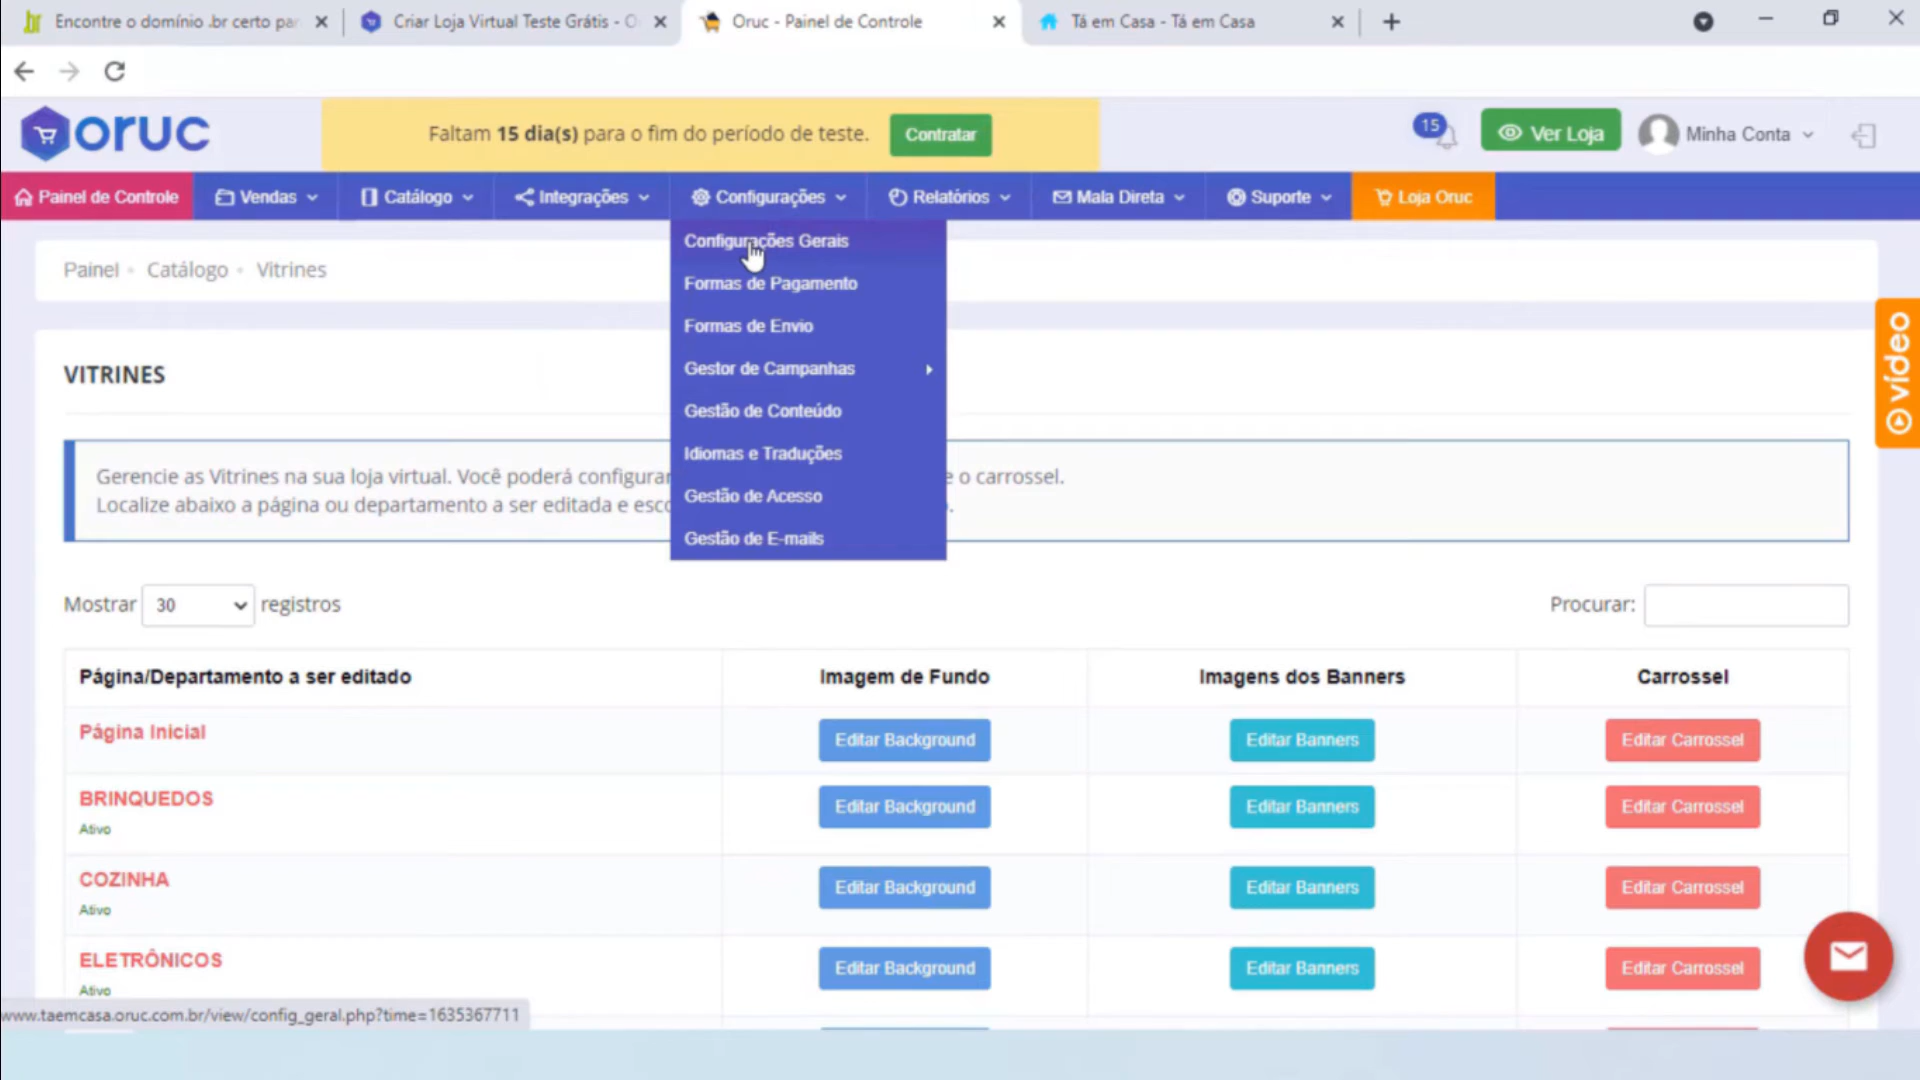 Encontre o domínio .br certo par
Criar Loja Virtual Teste Grátis - O
Oruc - Painel de Controle
Tá em Casa - Tá em Casa
oruc
Faltam 15 dia(s) para o fim do período de teste.
Contratar
15
Ver Loja
Minha Conta
Painel de Controle
Vendas
Catálogo
Integrações
Configurações
Relatórios
Mala Direta
Suporte
Loja Oruc
Configurações Gerais
Formas de Pagamento
Formas de Envio
Gestor de Campanhas
Gestão de Conteúdo
Idiomas e Traduções
Gestão de Acesso
Gestão de E-mails
Painel • Catálogo • Vitrines
vídeo
VITRINES
Gerencie as Vitrines na sua loja virtual. Você poderá configurar e o carrossel.
Localize abaixo a página ou departamento a ser editada e esco .
Mostrar 30 registros
Procurar:
Página/Departamento a ser editado
Imagem de Fundo
Imagens dos Banners
Carrossel
Página Inicial
Editar Background
Editar Banners
Editar Carrossel
BRINQUEDOS
Ativo
Editar Background
Editar Banners
Editar Carrossel
COZINHA
Ativo
Editar Background
Editar Banners
Editar Carrossel
ELETRÔNICOS
Ativo
Editar Background
Editar Banners
Editar Carrossel
www.taemcasa.oruc.com.br/view/config_geral.php?time=1635367711